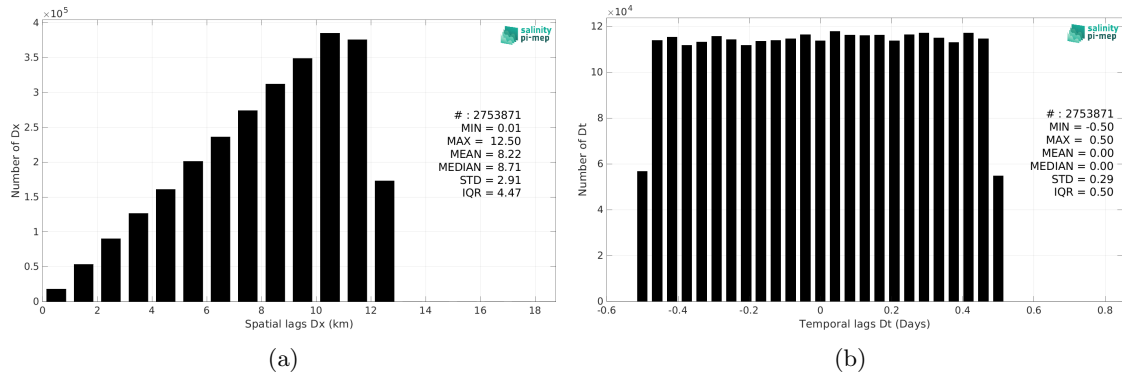 ×10⁵
4
3.5
3
2.5
2
1.5
1
0.5
0
Number of Dx
salinity
pi-mep
# : 2753871
MIN = 0.01
MAX = 12.50
MEAN = 8.22
MEDIAN = 8.71
STD = 2.91
IQR = 4.47
0 2 4 6 8 10 12 14 16 18
Spatial lags Dx (km)
(a)
×10⁴
12
10
8
6
4
2
0
Number of Dt
salinity
pi-mep
# : 2753871
MIN = -0.50
MAX = 0.50
MEAN = 0.00
MEDIAN = 0.00
STD = 0.29
IQR = 0.50
-0.6 -0.4 -0.2 0 0.2 0.4 0.6 0.8
Temporal lags Dt (Days)
(b)